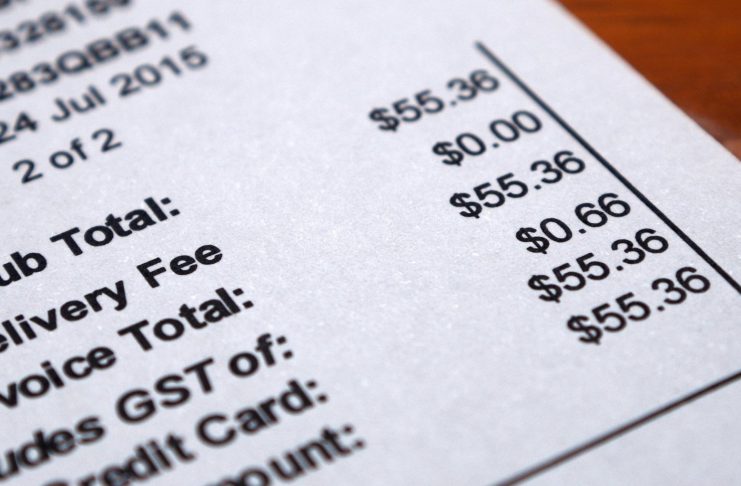 283QBB11
24 Jul 2015
2 of 2
ub Total: $55.36
elivery Fee $0.00
voice Total: $55.36
udes GST of: $0.66
redit Card: $55.36
ount: $55.36